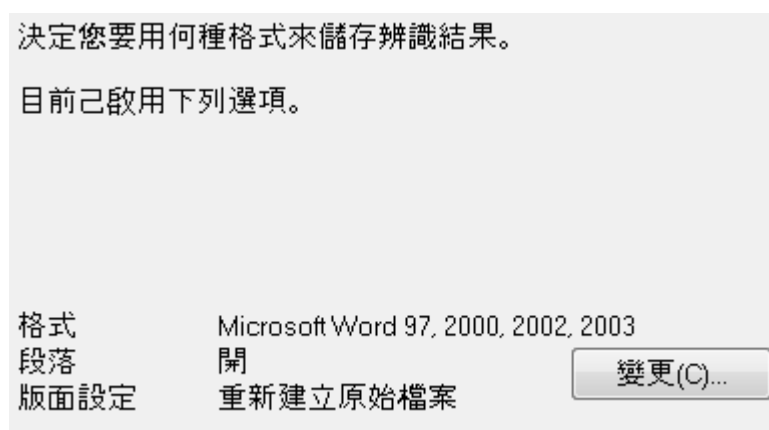 決定您要用何種格式來儲存辨識結果。
目前己啟用下列選項。
格式 Microsoft Word 97, 2000, 2002, 2003
段落 開
變更(C)...
版面設定 重新建立原始檔案